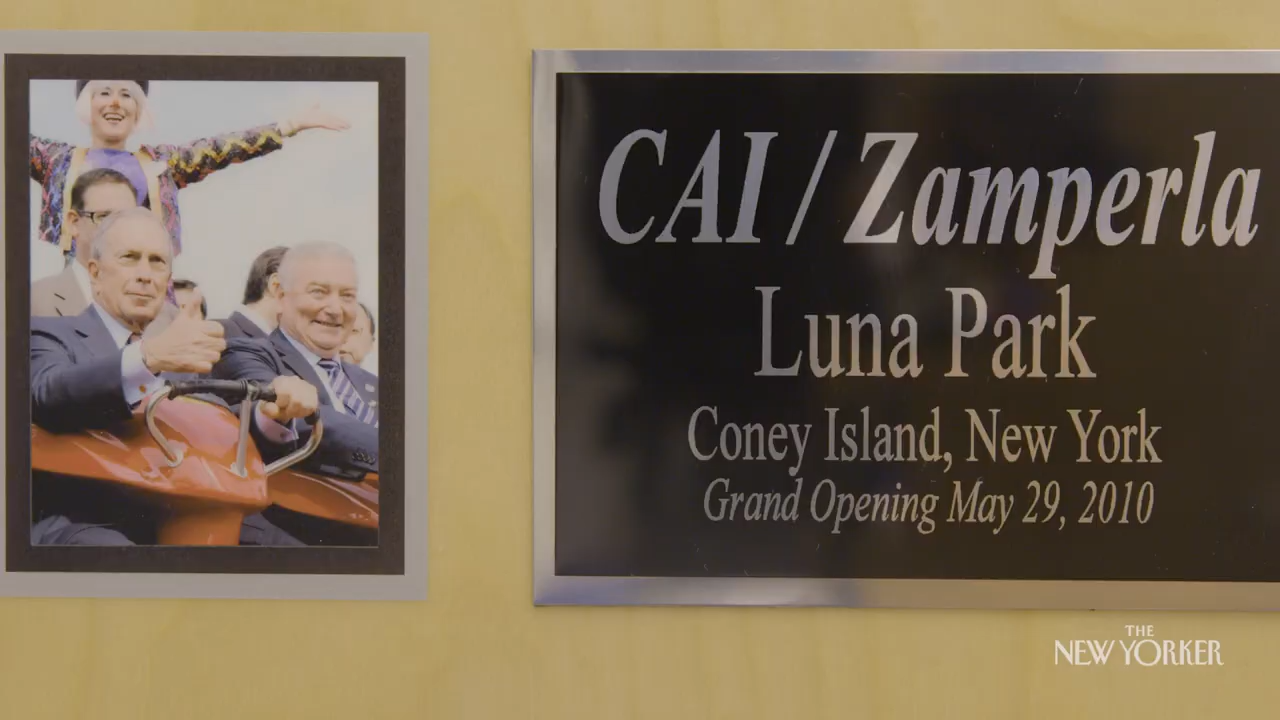 CAI / Zamperla
Luna Park
Coney Island, New York
Grand Opening May 29, 2010
THE
NEW YORKER